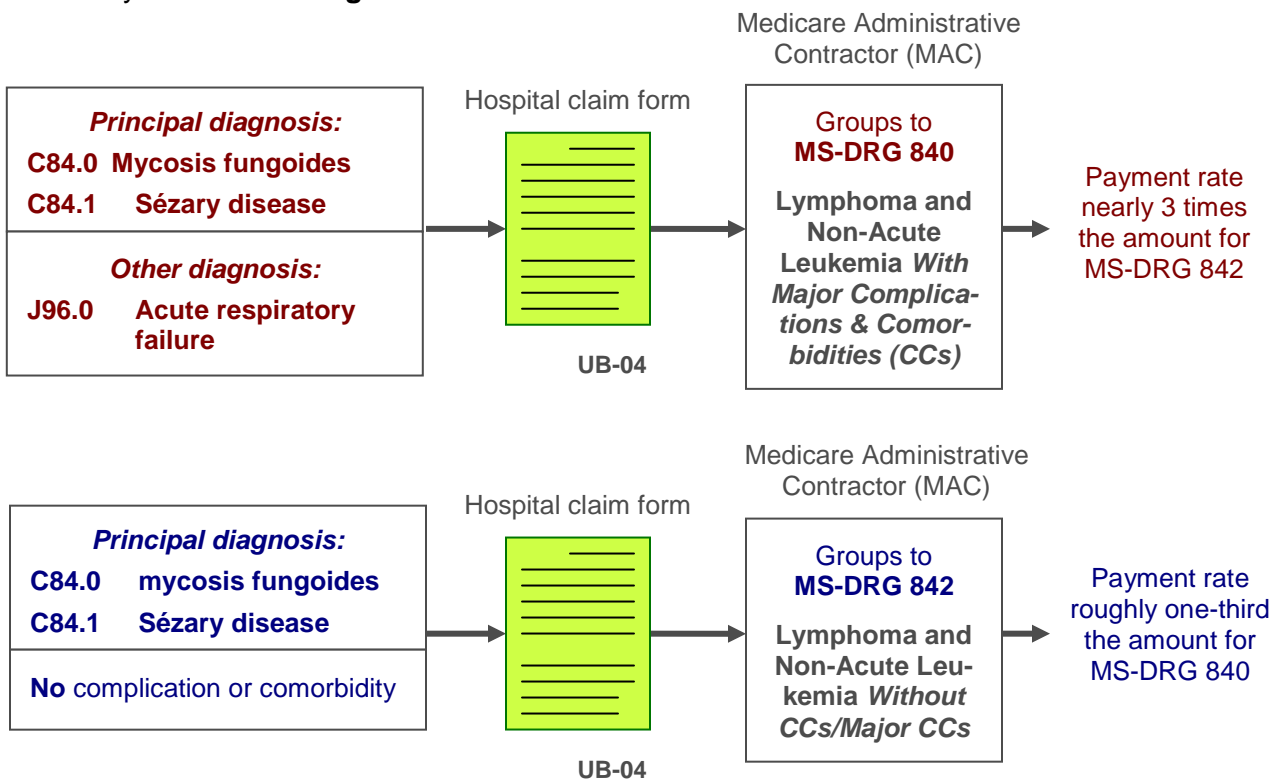 Medicare Administrative
Contractor (MAC)
Hospital claim form
Principal diagnosis:
C84.0 Mycosis fungoides
C84.1 Sézary disease
Other diagnosis:
J96.0 Acute respiratory
failure
UB-04
Groups to
MS-DRG 840
Lymphoma and
Non-Acute
Leukemia With
Major Complica-
tions & Comor-
bidities (CCs)
Payment rate
nearly 3 times
the amount for
MS-DRG 842
Medicare Administrative
Contractor (MAC)
Hospital claim form
Principal diagnosis:
C84.0 mycosis fungoides
C84.1 Sézary disease
No complication or comorbidity
UB-04
Groups to
MS-DRG 842
Lymphoma and
Non-Acute Leu-
kemia Without
CCs/Major CCs
Payment rate
roughly one-third
the amount for
MS-DRG 840